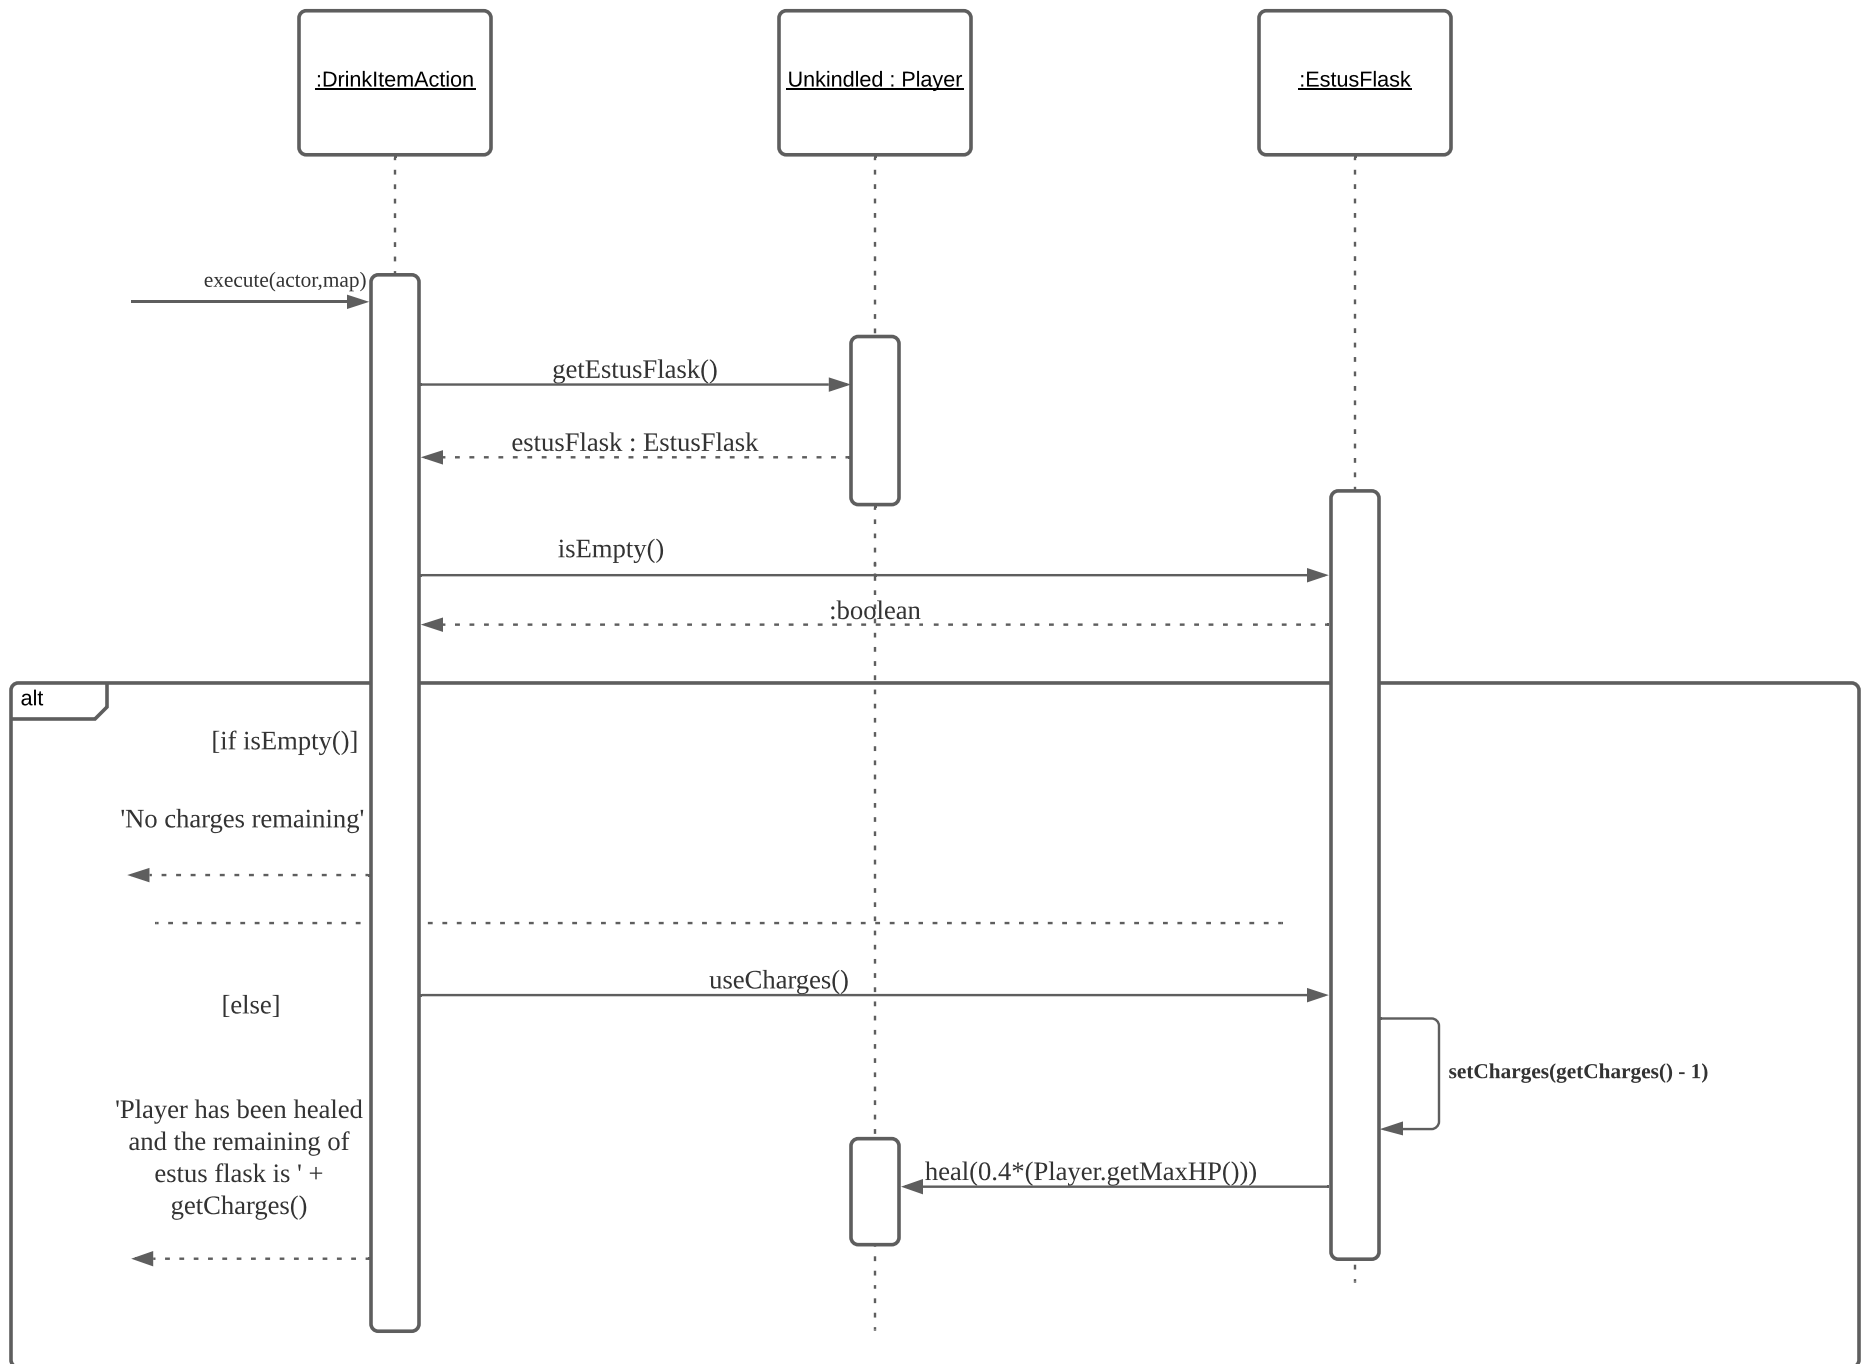 :DrinkItemAction
Unkindled : Player
:EstusFlask
execute(actor,map)
getEstusFlask()
estusFlask : EstusFlask
isEmpty()
:boolean
alt
[if isEmpty()]
'No charges remaining'
useCharges()
[else]
setCharges(getCharges() - 1)
'Player has been healed
and the remaining of
estus flask is ' +
getCharges()
heal(0.4*(Player.getMaxHP()))